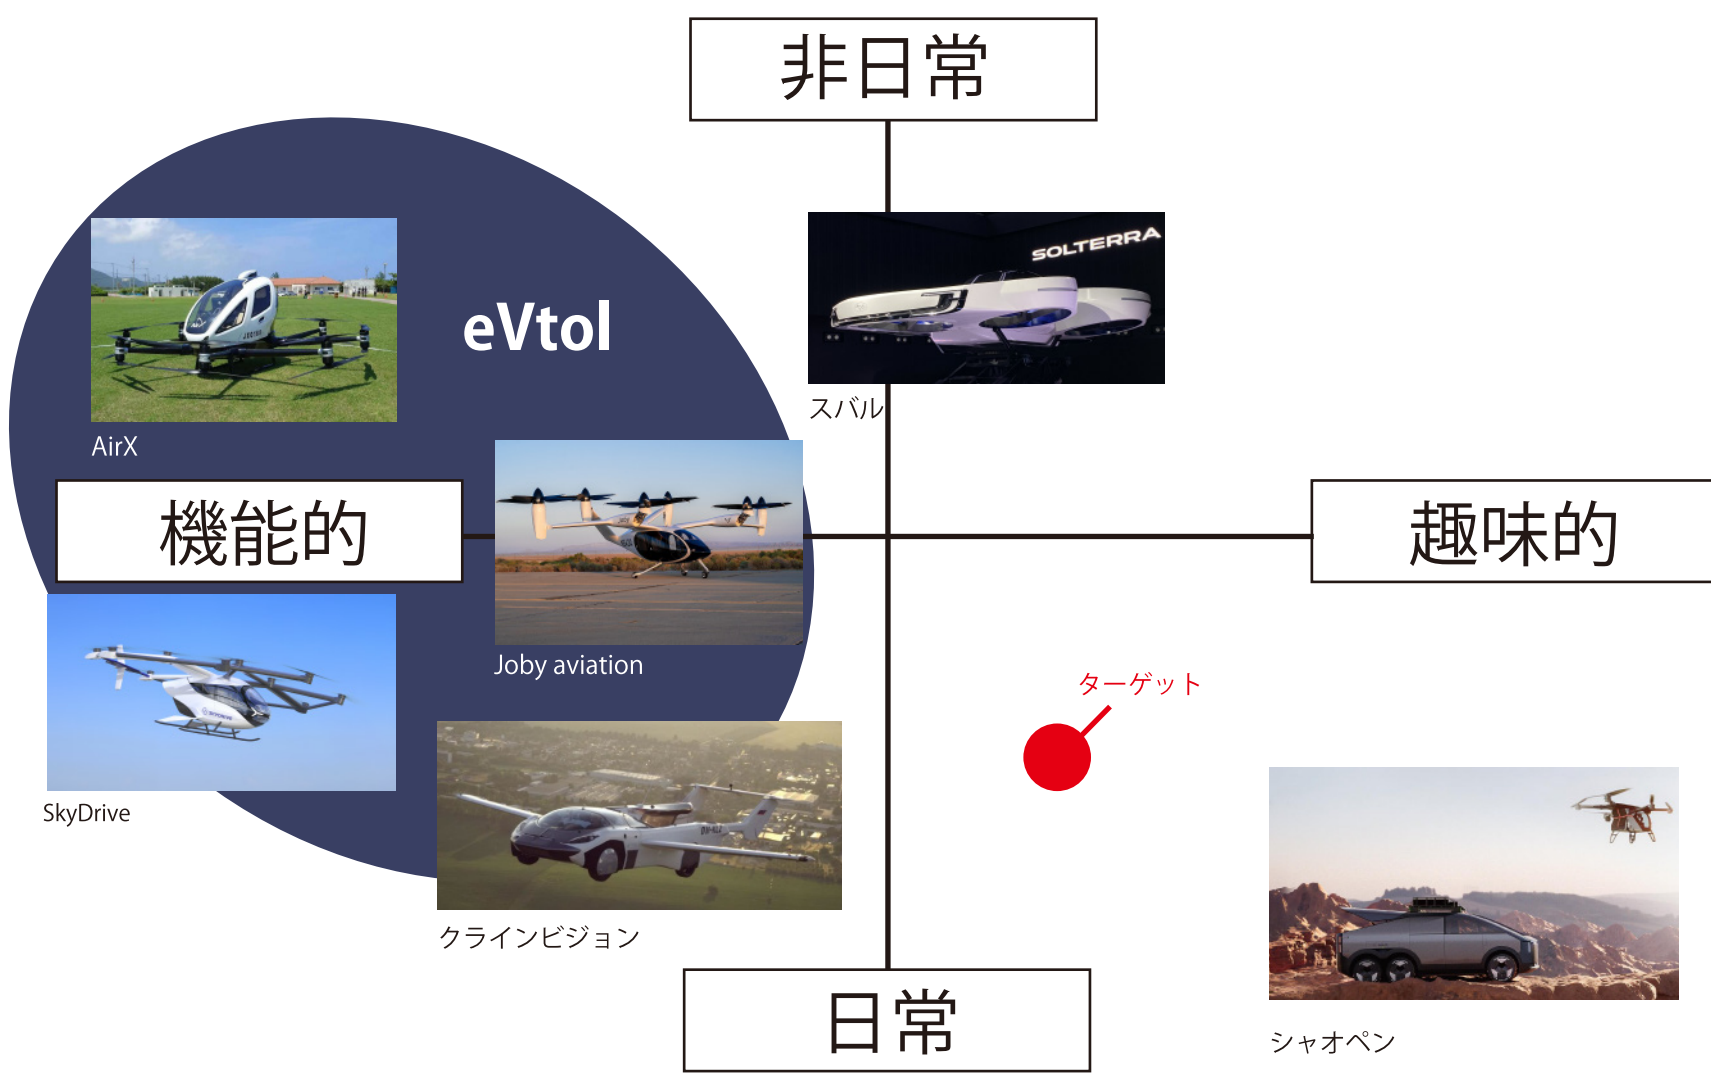 非日常
SOLTERRA
eVtol
スバル
AirX
機能的
趣味的
Joby aviation
ターゲット
SkyDrive
クラインビジョン
日常
シャオペン